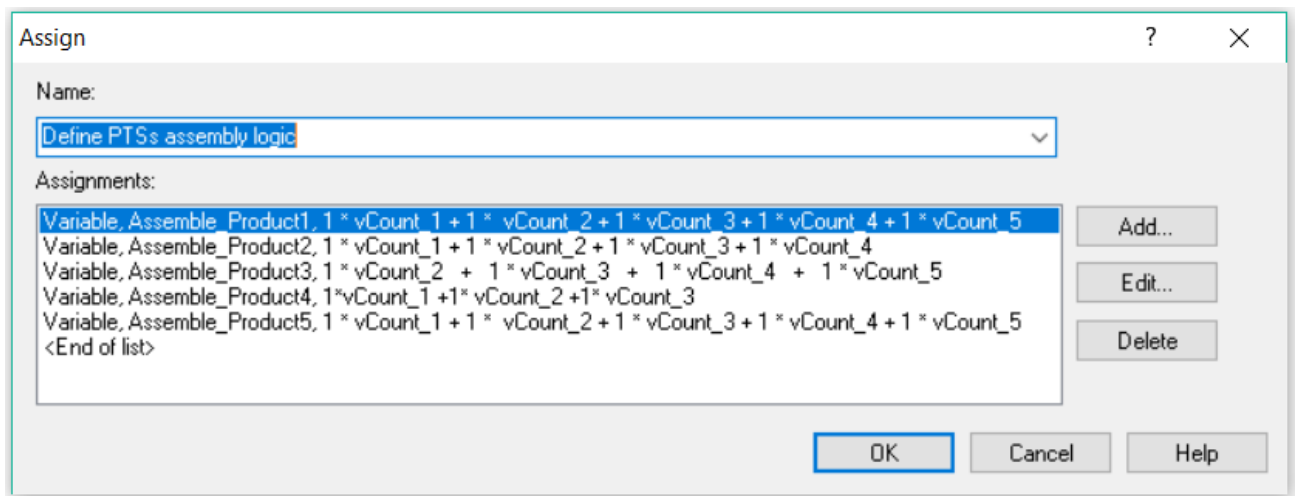 Assign ?
Name:
Define PTSs assembly logic
Assignments:
Variable, Assemble_Product1, 1 * vCount_1 + 1 *  vCount_2 + 1 * vCount_3 + 1 * vCount_4 + 1 * vCount_5
Variable, Assemble_Product2, 1 * vCount_1 + 1 * vCount_2 + 1 * vCount_3 + 1 * vCount_4
Variable, Assemble_Product3, 1 * vCount_2  +  1 * vCount_3  +  1 * vCount_4  +  1 * vCount_5
Variable, Assemble_Product4, 1*vCount_1 +1* vCount_2 +1* vCount_3
Variable, Assemble_Product5, 1 * vCount_1 + 1 *  vCount_2 + 1 * vCount_3 + 1 * vCount_4 + 1 * vCount_5
<End of list>
Add...
Edit...
Delete
OK Cancel Help